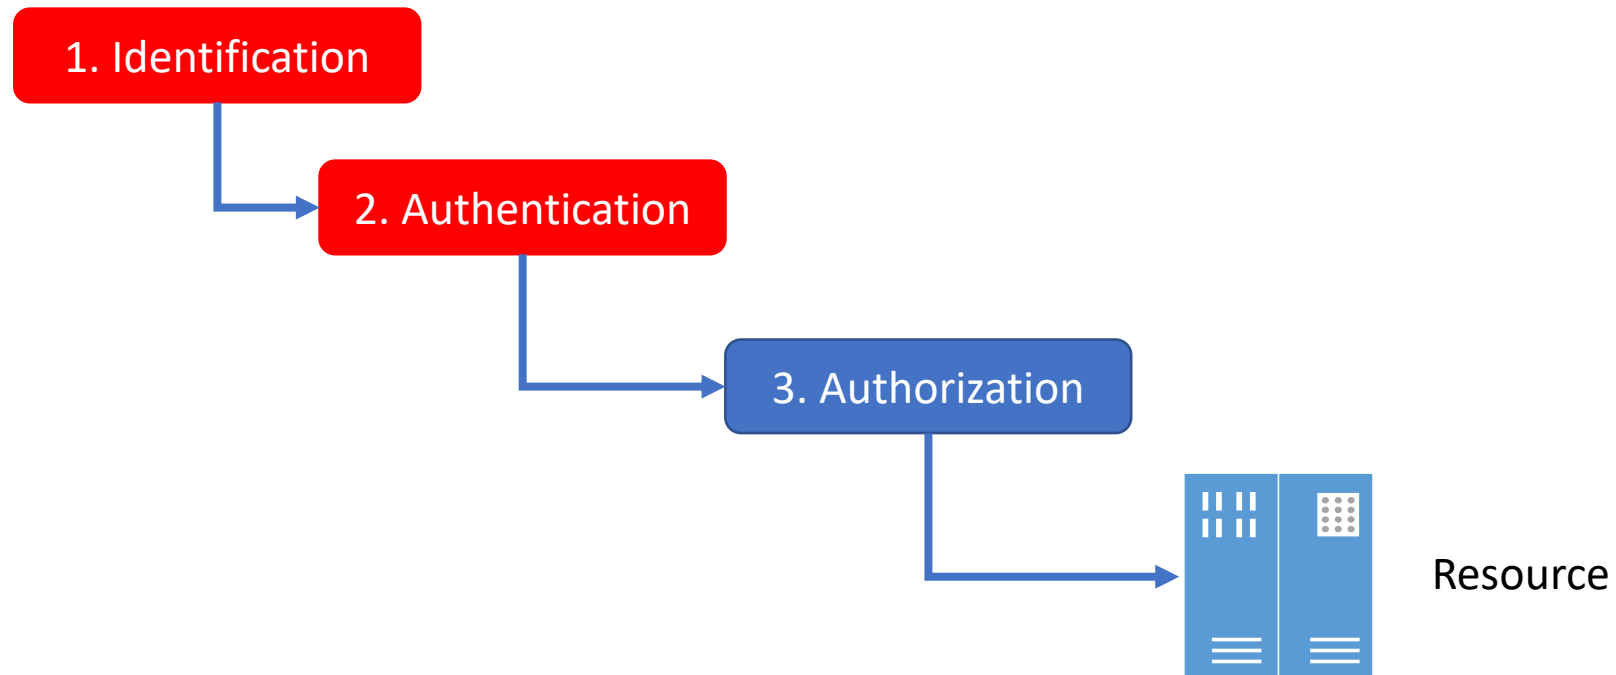 1. Identification
2. Authentication
3. Authorization
Resource